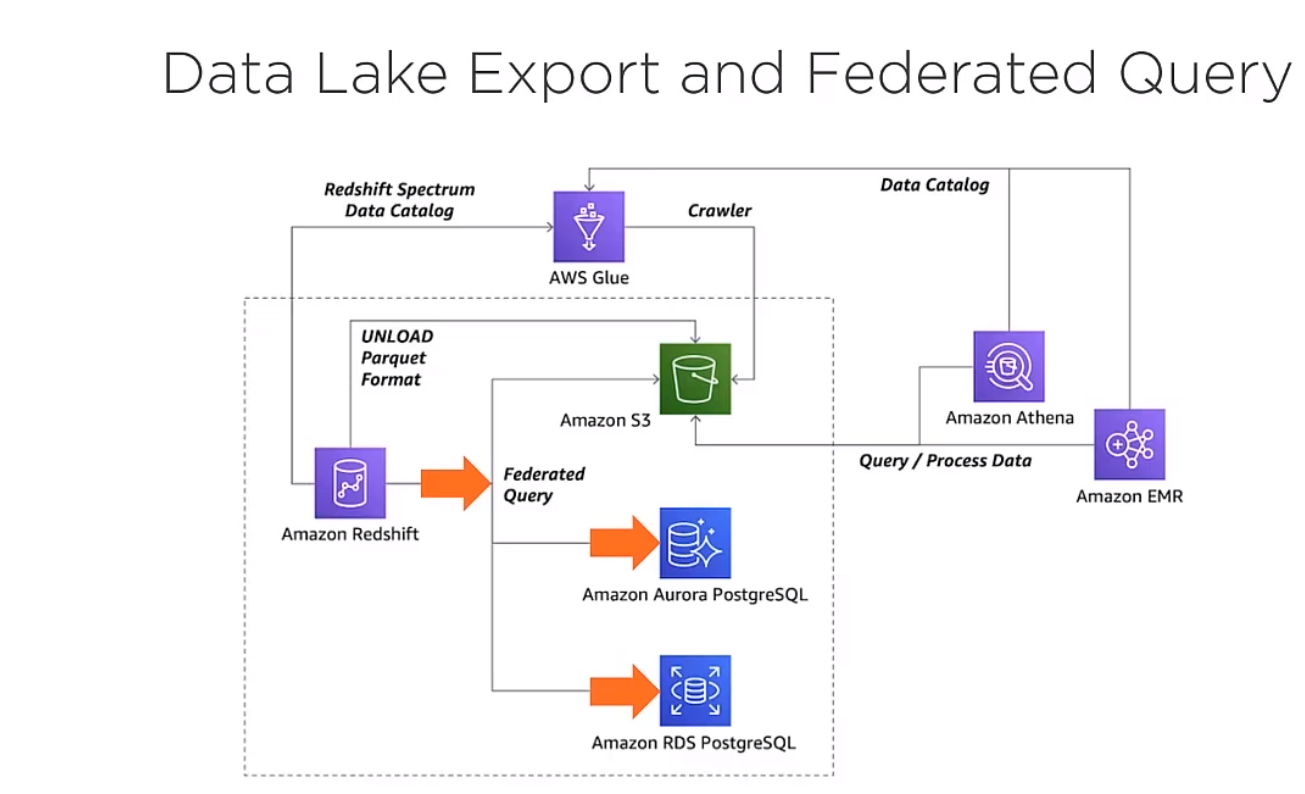 Data Lake Export and Federated Query
Redshift Spectrum
Data Catalog
Crawler
Data Catalog
AWS Glue
UNLOAD
Parquet
Format
Amazon S3
Amazon Athena
Query / Process Data
Amazon EMR
Federated
Query
Amazon Redshift
Amazon Aurora PostgreSQL
Amazon RDS PostgreSQL